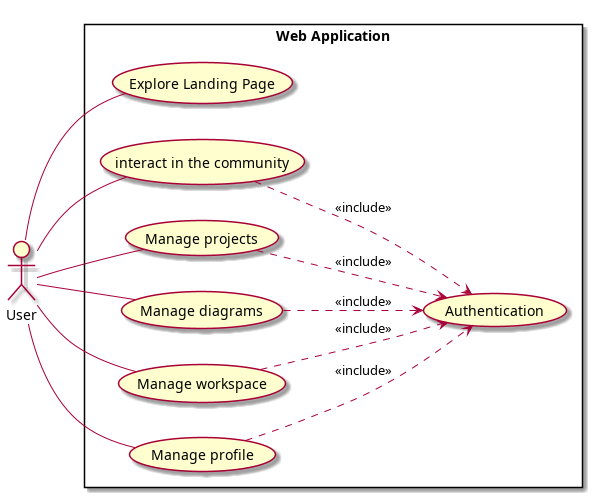 Web Application
Explore Landing Page
interact in the community
«include»
Manage projects
«include»
Manage diagrams
«include»
Authentication
User
«include»
Manage workspace
«include»
Manage profile